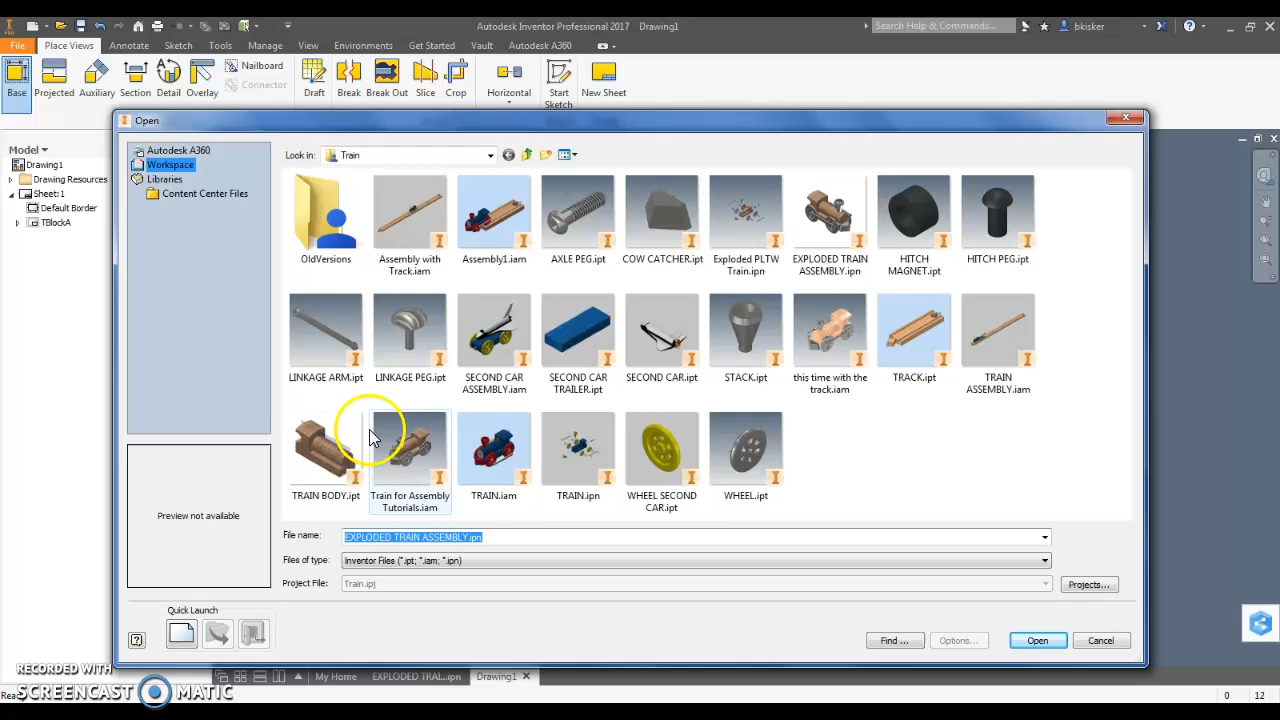 Autodesk Inventor Professional 2017 Drawing1
Search Help & Commands...
bkisker
File Place Views Annotate Sketch Tools Manage View Environments Get Started Vault Autodesk A360
Base Projected Auxiliary Section Detail Overlay
Nailboard
Connector
Draft Break Break Out Slice Crop Horizontal Start Sketch New Sheet
Open
Model
Drawing1
Drawing Resources
Sheet:1
Default Border
TBlockA
Autodesk A360
Workspace
Libraries
Content Center Files
Look in: Train
OldVersions
Assembly with Track.iam
Assembly1.iam
AXLE PEG.ipt
COW CATCHER.ipt
Exploded PLTW Train.ipn
EXPLODED TRAIN ASSEMBLY.ipn
HITCH MAGNET.ipt
HITCH PEG.ipt
LINKAGE ARM.ipt
LINKAGE PEG.ipt
SECOND CAR ASSEMBLY.iam
SECOND CAR TRAILER.ipt
SECOND CAR.ipt
STACK.ipt
this time with the track.iam
TRACK.ipt
TRAIN ASSEMBLY.iam
TRAIN BODY.ipt
Train for Assembly Tutorials.iam
TRAIN.iam
TRAIN.ipn
WHEEL SECOND CAR.ipt
WHEEL.ipt
Preview not available
File name: EXPLODED TRAIN ASSEMBLY.ipn
Files of type: Inventor Files (*.ipt; *.iam; *.ipn)
Project File: Train.ipj
Projects...
Quick Launch
Find ...
Options...
Open
Cancel
RECORDED WITH
SCREENCAST MATIC
My Home EXPLODED TRAI...ipn Drawing1
0 12